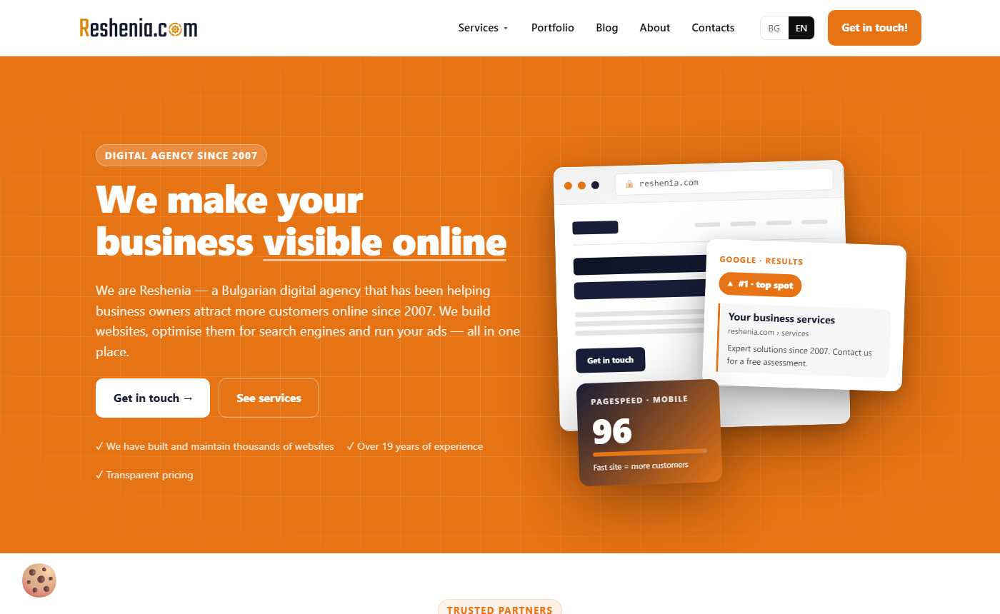 Reshenia.com
Services
Portfolio
Blog
About
Contacts
BG
EN
Get in touch!
DIGITAL AGENCY SINCE 2007
We make your
business visible online
We are Reshenia — a Bulgarian digital agency that has been helping
business owners attract more customers online since 2007. We build
websites, optimise them for search engines and run your ads — all in one
place.
Get in touch →
See services
✓ We have built and maintain thousands of websites
✓ Over 19 years of experience
✓ Transparent pricing
reshenia.com
GOOGLE · RESULTS
▲ #1 · top spot
Your business services
reshenia.com › services
Expert solutions since 2007. Contact us
for a free assessment.
Get in touch
PAGESPEED · MOBILE
96
Fast site = more customers
TRUSTED PARTNERS